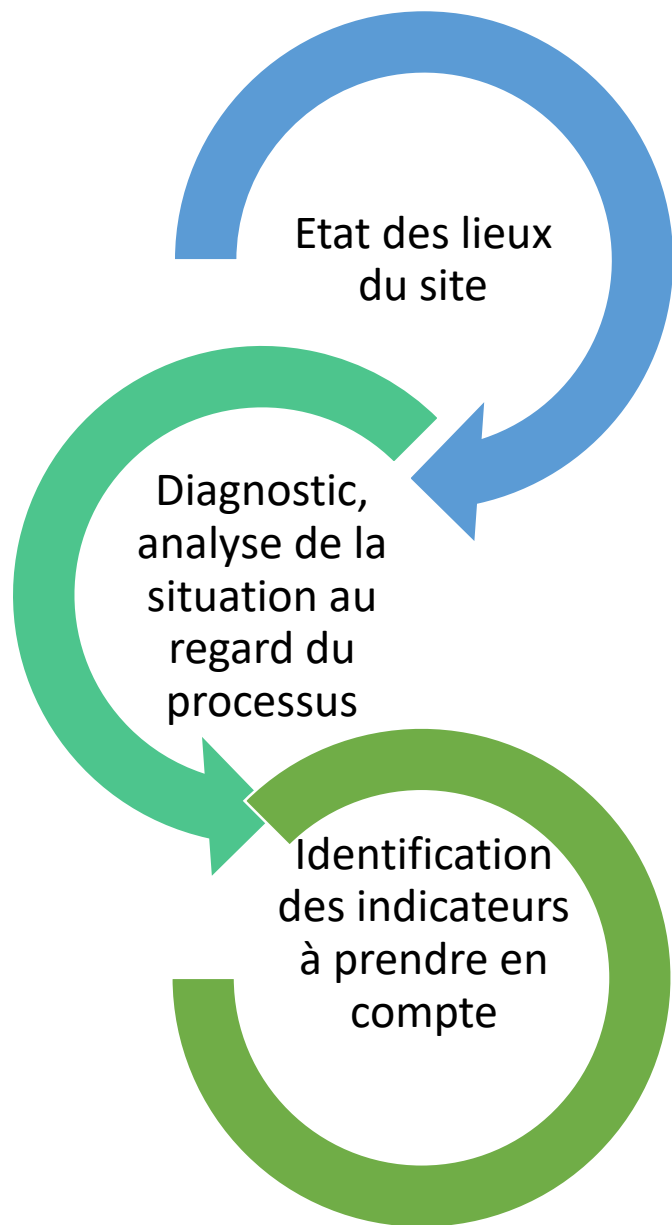 Etat des lieux
du site
Diagnostic,
analyse de la
situation au
regard du
processus
Identification
des indicateurs
à prendre en
compte